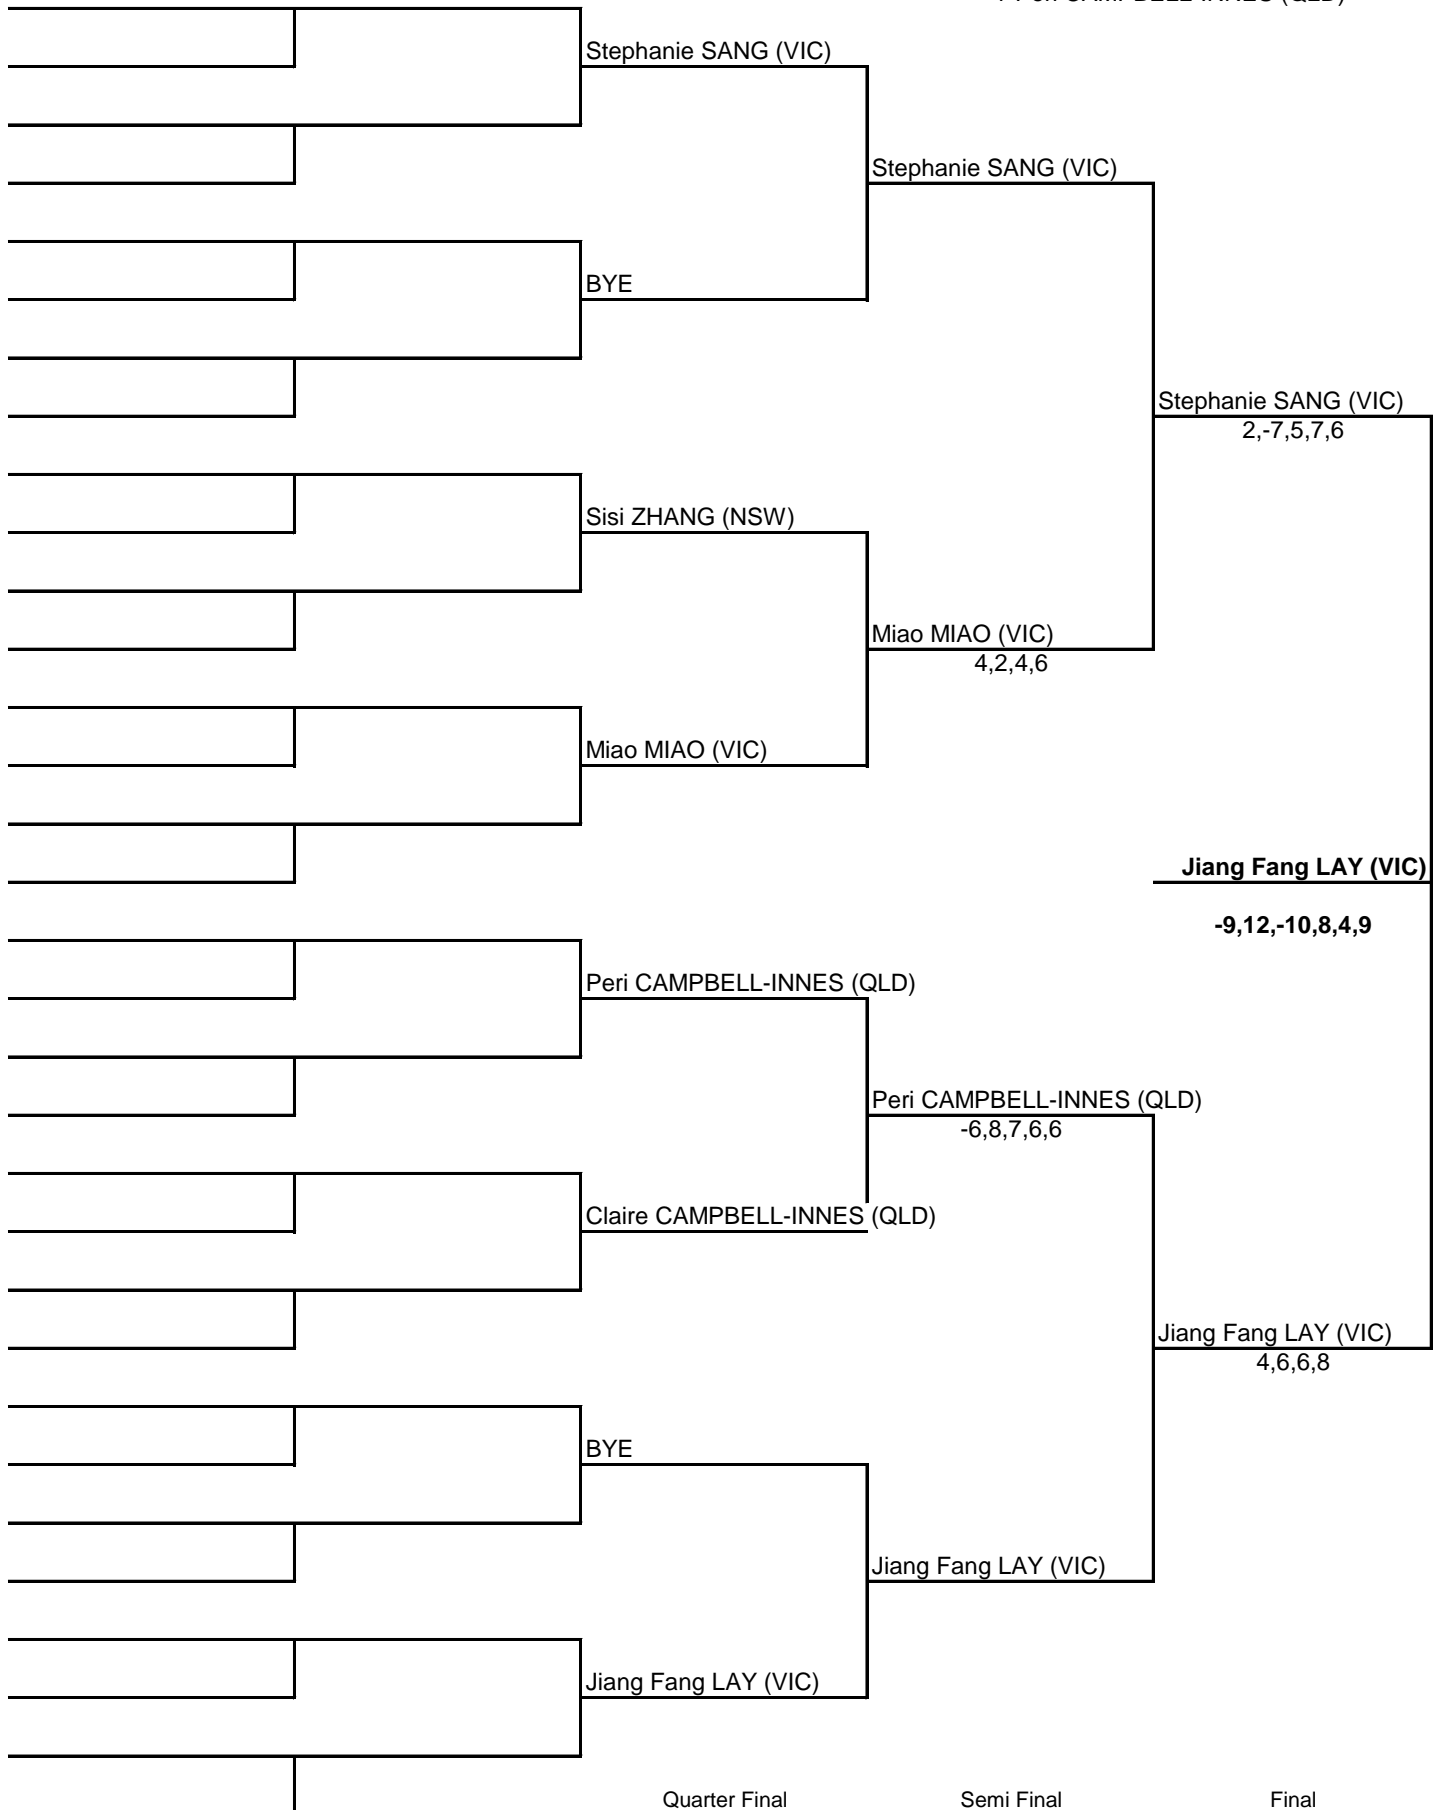 Stephanie SANG (VIC)
Stephanie SANG (VIC)
BYE
Stephanie SANG (VIC)
2,-7,5,7,6
Sisi ZHANG (NSW)
Miao MIAO (VIC)
4,2,4,6
Miao MIAO (VIC)
Jiang Fang LAY (VIC)
-9,12,-10,8,4,9
Peri CAMPBELL-INNES (QLD)
Peri CAMPBELL-INNES (QLD)
-6,8,7,6,6
Claire CAMPBELL-INNES (QLD)
Jiang Fang LAY (VIC)
4,6,6,8
BYE
Jiang Fang LAY (VIC)
Jiang Fang LAY (VIC)
Quarter Final Semi Final Final